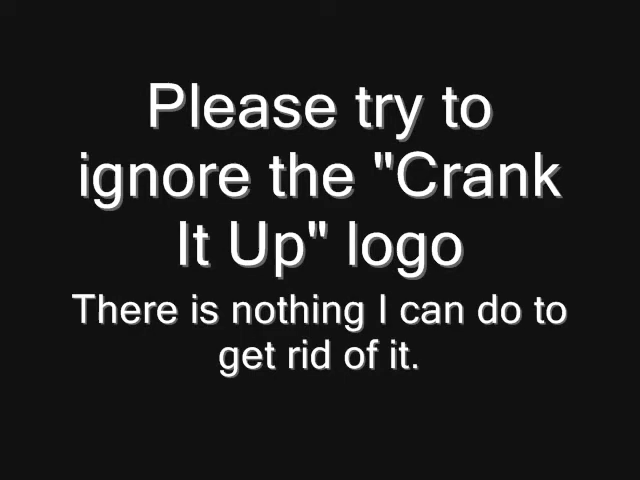 Please try to
ignore the "Crank
It Up" logo
There is nothing I can do to
get rid of it.